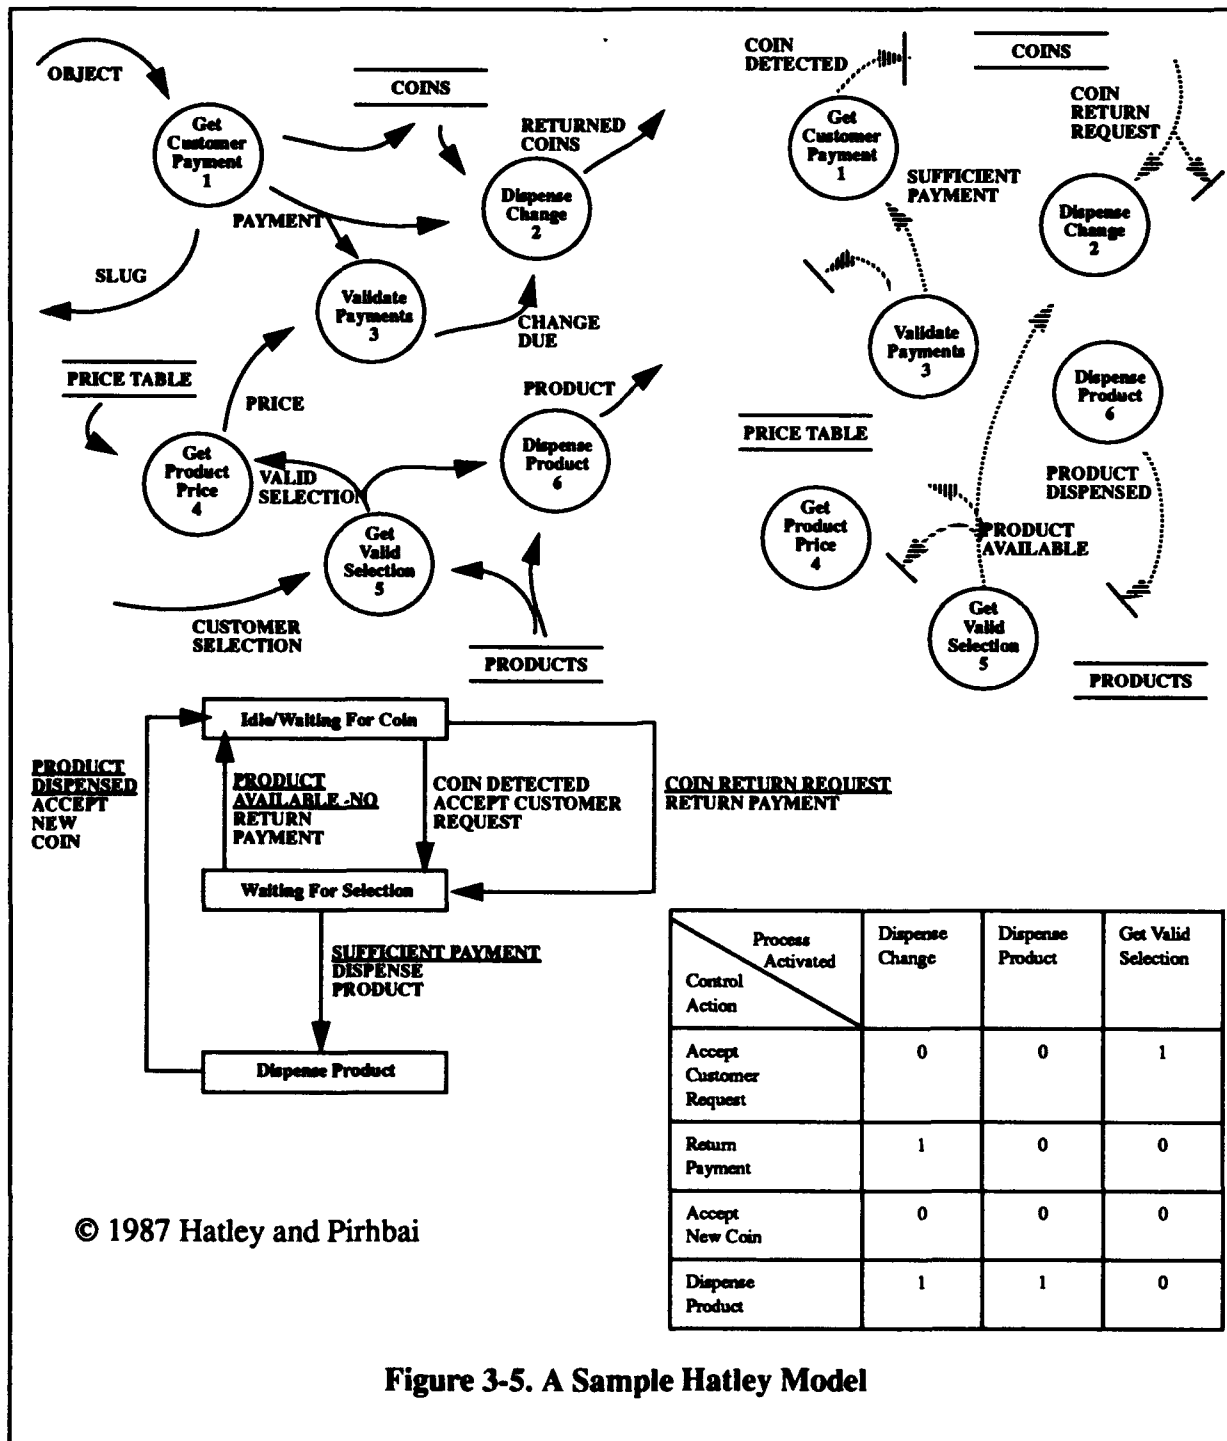 OBJECT
Get
Customer
Payment
1
COINS
RETURNED
COINS
Dispense
Change
2
PAYMENT
SLUG
Validate
Payments
3
CHANGE
DUE
PRICE TABLE
PRICE
PRODUCT
Get
Product
Price
4
VALID
SELECTION
Dispense
Product
6
Get
Valid
Selection
5
CUSTOMER
SELECTION
PRODUCTS
COIN
DETECTED
COINS
COIN
RETURN
REQUEST
Get
Customer
Payment
1
SUFFICIENT
PAYMENT
Dispense
Change
2
Validate
Payments
3
Dispense
Product
6
PRICE TABLE
PRODUCT
DISPENSED
Get
Product
Price
4
PRODUCT
AVAILABLE
Get
Valid
Selection
5
PRODUCTS
Idle/Waiting For Coin
PRODUCT
DISPENSED
ACCEPT
NEW
COIN
PRODUCT
AVAILABLE -NO
RETURN
PAYMENT
COIN DETECTED
ACCEPT CUSTOMER
REQUEST
COIN RETURN REQUEST
RETURN PAYMENT
Waiting For Selection
SUFFICIENT PAYMENT
DISPENSE
PRODUCT
Dispense Product
Process
Activated
Control
Action
Dispense
Change
Dispense
Product
Get Valid
Selection
Accept
Customer
Request
0 0 1
Return
Payment
1 0 0
Accept
New Coin
0 0 0
Dispense
Product
1 1 0
© 1987 Hatley and Pirhbai
Figure 3-5. A Sample Hatley Model